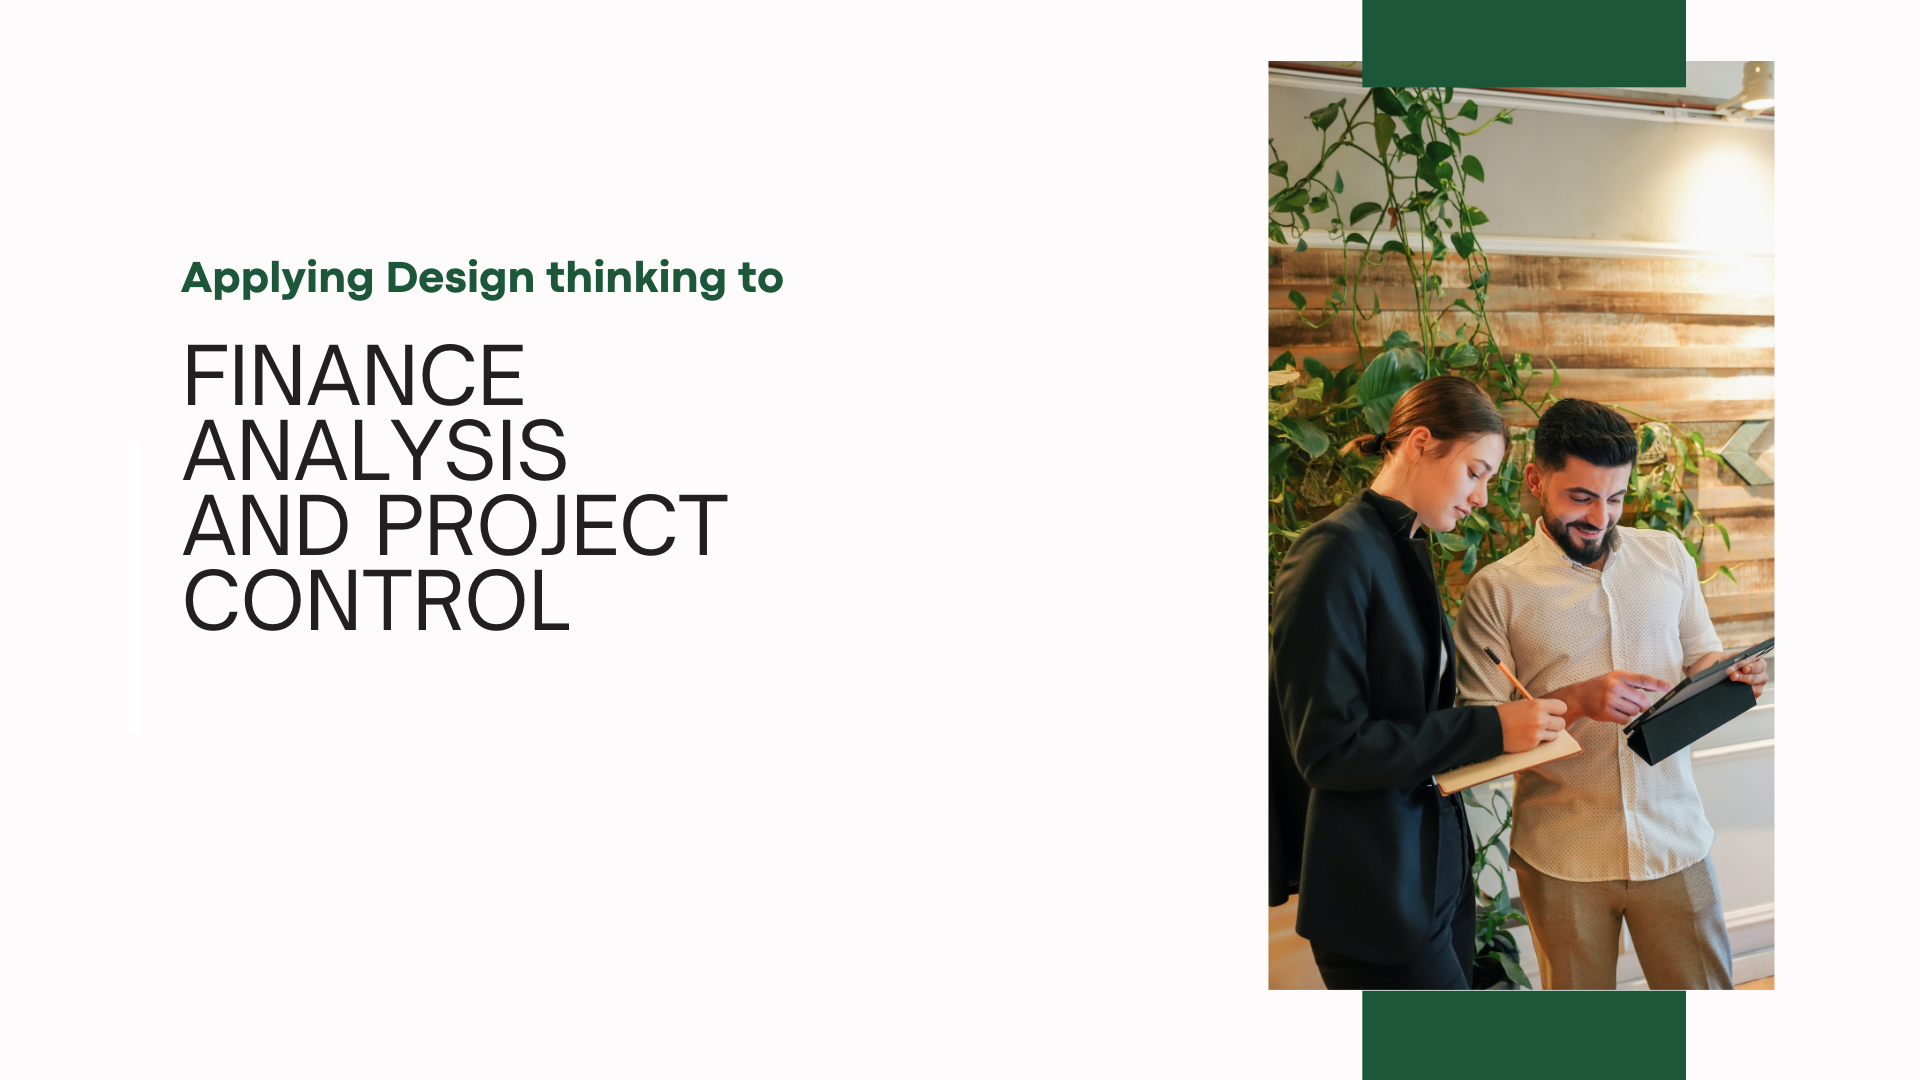 Applying Design thinking to
FINANCE
ANALYSIS
AND PROJECT
CONTROL